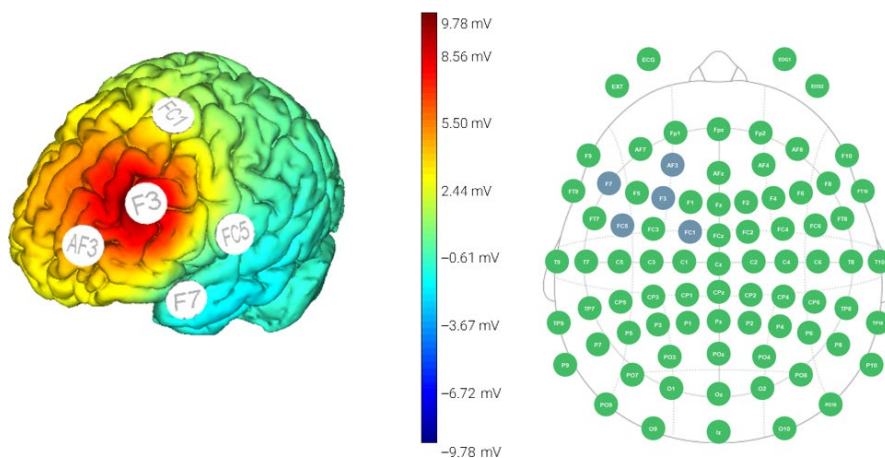 FC1
F3
AF3
FC5
F7
9.78 mV
8.56 mV
5.50 mV
2.44 mV
−0.61 mV
−3.67 mV
−6.72 mV
−9.78 mV
ECG EOG1
EX7 EOG2
Fp1 Fpz Fp2
AF7 AF8
F9 AF3 AFz AF4 F10
F7 F8
FT9 F5 F3 F1 Fz F2 F4 F6 FT10
FT7 FC5 FC3 FC1 FCz FC2 FC4 FC6 FT8
T9 T7 C5 C3 C1 Cz C2 C4 C6 T8 T10
TP7 CP5 CP3 CP1 CPz CP2 CP4 CP6 TP8
TP9 P5 P3 P1 Pz P2 P4 P6 TP10
P7 P8
P9 PO3 POz PO4 P10
PO7 PO8
O1 Oz O2
PO9 PO10
O9 Iz O10